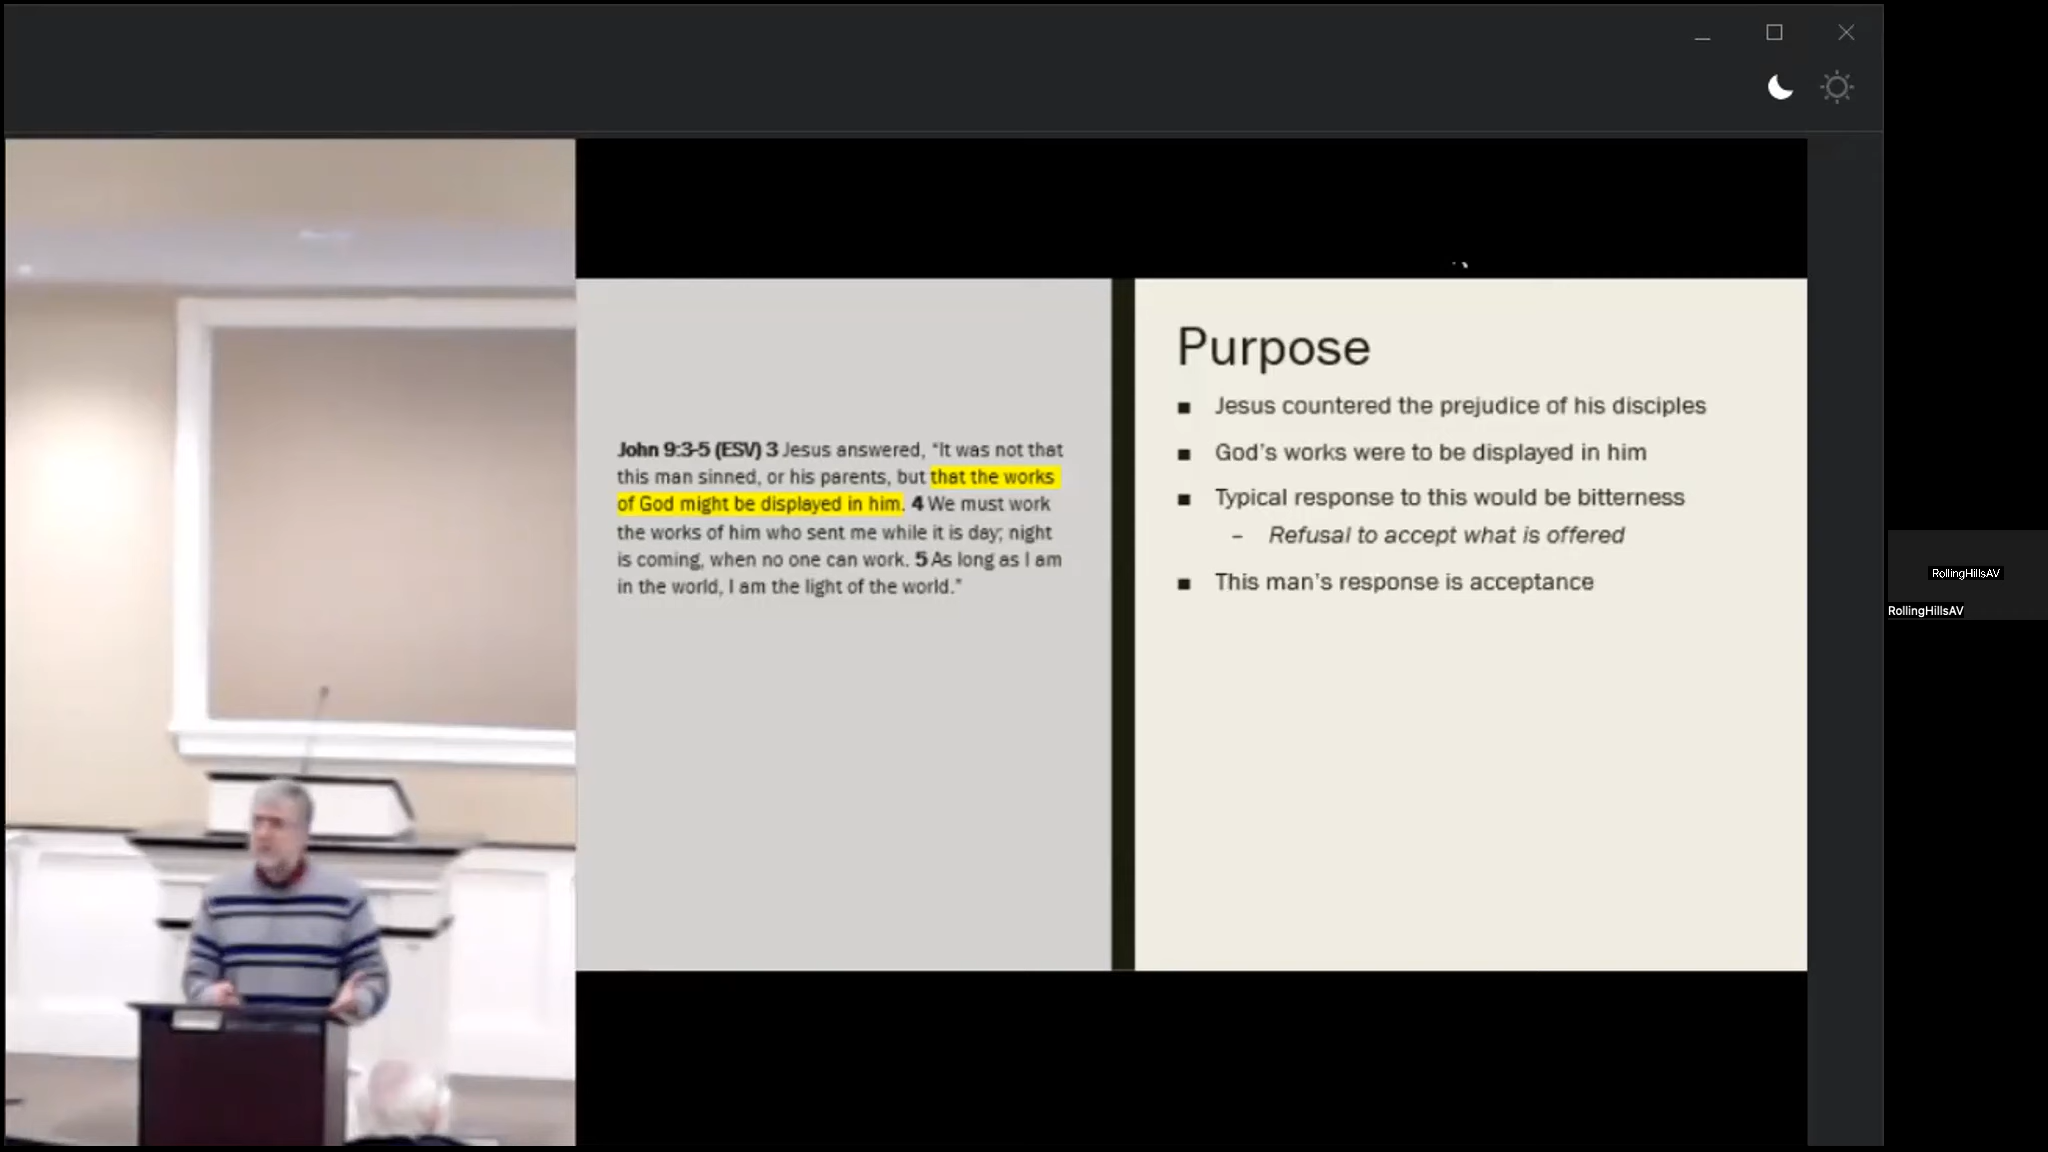 John 9:3-5 (ESV) 3 Jesus answered, “It was not that
this man sinned, or his parents, but that the works
of God might be displayed in him. 4 We must work
the works of him who sent me while it is day; night
is coming, when no one can work. 5 As long as I am
in the world, I am the light of the world.”
Purpose
■ Jesus countered the prejudice of his disciples
■ God’s works were to be displayed in him
■ Typical response to this would be bitterness
– Refusal to accept what is offered
■ This man’s response is acceptance
RollingHillsAV
RollingHillsAV